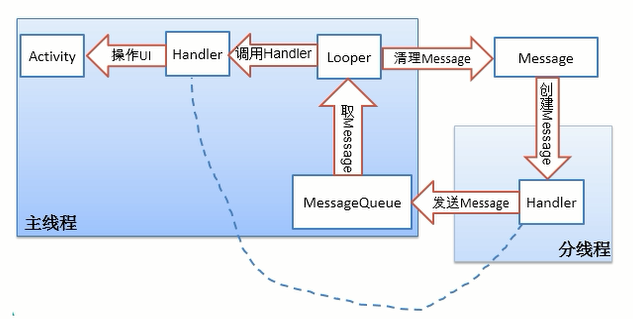 Activity
操作UI
Handler
调用Handler
Looper
清理Message
Message
取Message
创建Message
MessageQueue
发送Message
Handler
主线程
分线程